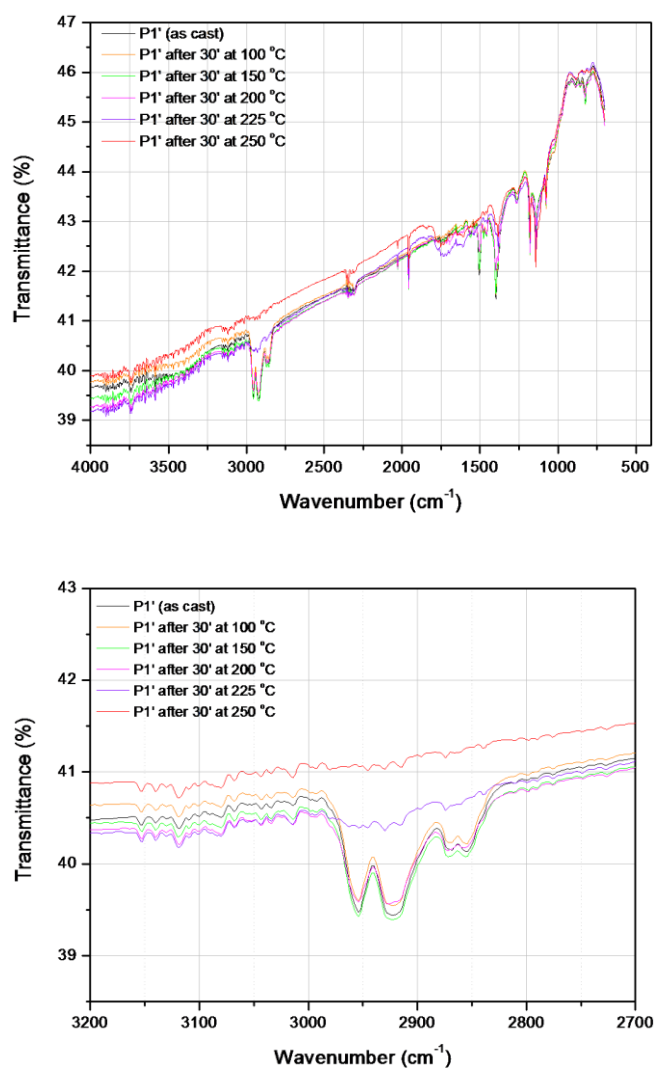 47
46
45
44
43
42
41
40
39
Transmittance (%)
P1' (as cast)
P1' after 30' at 100 °C
P1' after 30' at 150 °C
P1' after 30' at 200 °C
P1' after 30' at 225 °C
P1' after 30' at 250 °C
4000 3500 3000 2500 2000 1500 1000 500
Wavenumber (cm⁻¹)
43
42
41
40
39
Transmittance (%)
P1' (as cast)
P1' after 30' at 100 °C
P1' after 30' at 150 °C
P1' after 30' at 200 °C
P1' after 30' at 225 °C
P1' after 30' at 250 °C
3200 3100 3000 2900 2800 2700
Wavenumber (cm⁻¹)